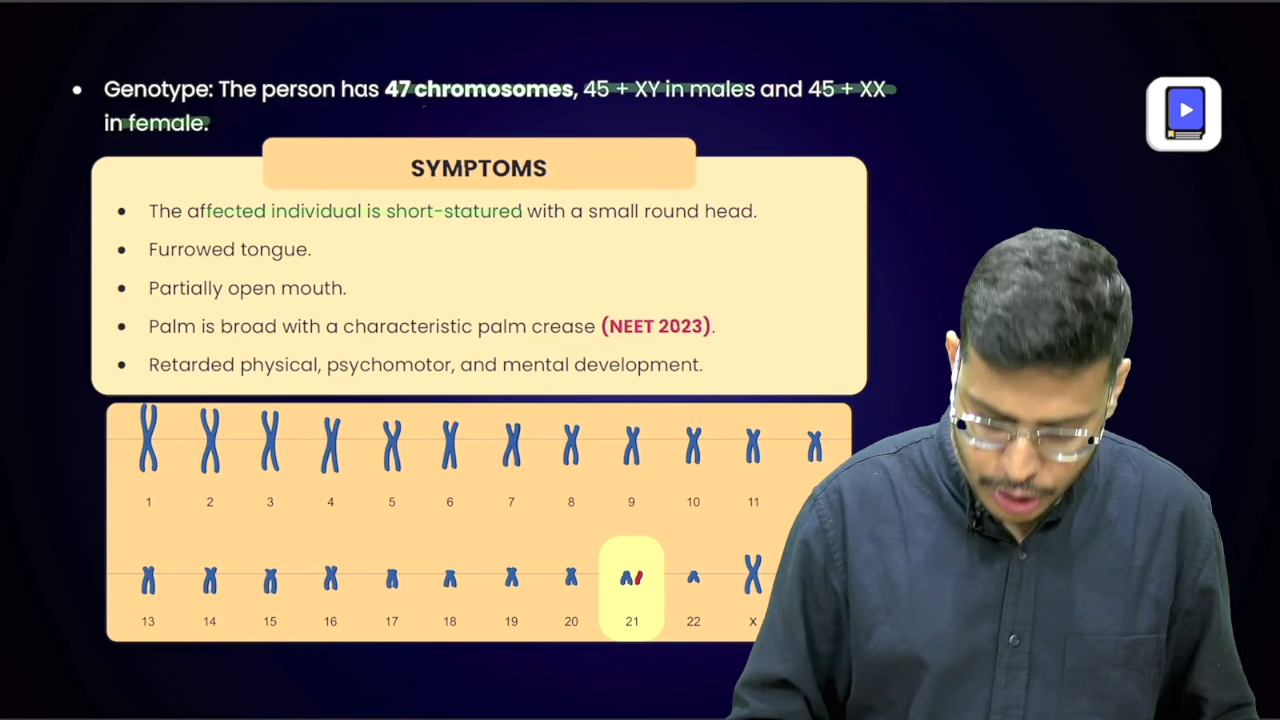 • Genotype: The person has 47 chromosomes, 45 + XY in males and 45 + XX
in female.
SYMPTOMS
• The affected individual is short-statured with a small round head.
• Furrowed tongue.
• Partially open mouth.
• Palm is broad with a characteristic palm crease (NEET 2023).
• Retarded physical, psychomotor, and mental development.
1 2 3 4 5 6 7 8 9 10 11
13 14 15 16 17 18 19 20 21 22 X